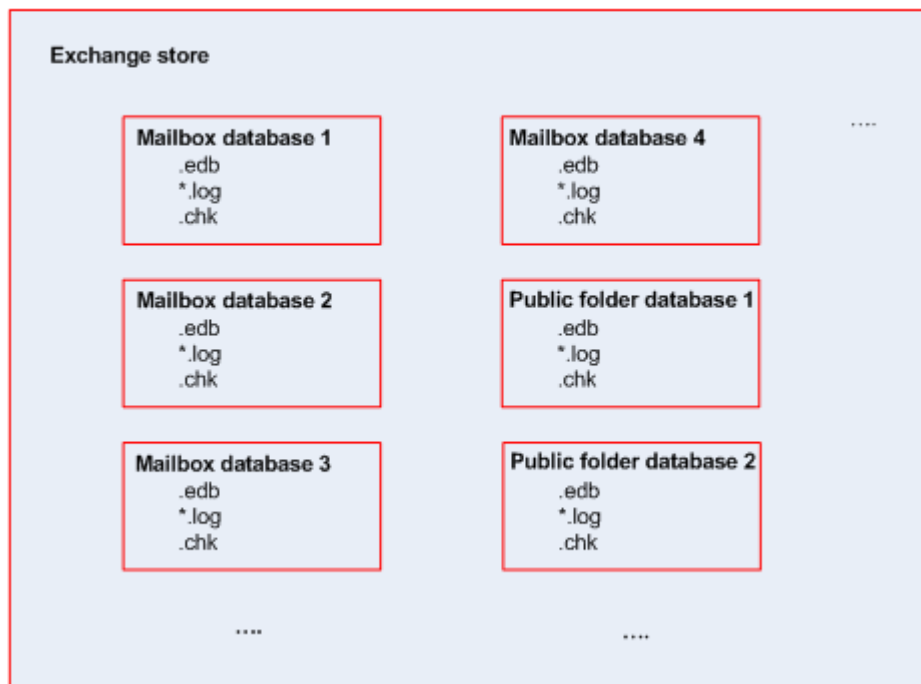 Exchange store
Mailbox database 1
.edb
*.log
.chk
Mailbox database 2
.edb
*.log
.chk
Mailbox database 3
.edb
*.log
.chk
....
Mailbox database 4
.edb
*.log
.chk
Public folder database 1
.edb
*.log
.chk
Public folder database 2
.edb
*.log
.chk
....
....